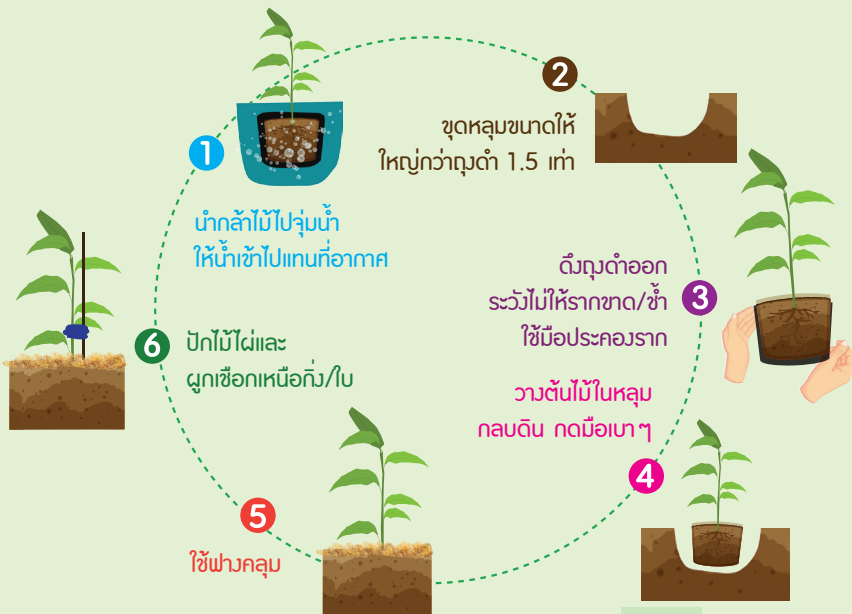 1
นำกล้าไม้ไปจุ่มน้ำ
ให้น้ำเข้าไปแทนที่อากาศ
2
ขุดหลุมขนาดให้
ใหญ่กว่าถุงดำ 1.5 เท่า
3
ดึงถุงดำออก
ระวังไม่ให้รากขาด/ช้ำ
ใช้มือประคองราก
4
วางต้นไม้ในหลุม
กลบดิน กดมือเบาๆ
5
ใช้ฟางคลุม
6
ปักไม้ไผ่และ
ผูกเชือกเหนือกิ่ง/ใบ